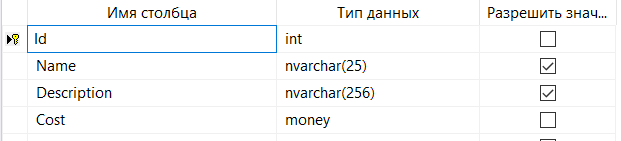 Имя столбца Тип данных Разрешить знач...
Id int
Name nvarchar(25)
Description nvarchar(256)
Cost money